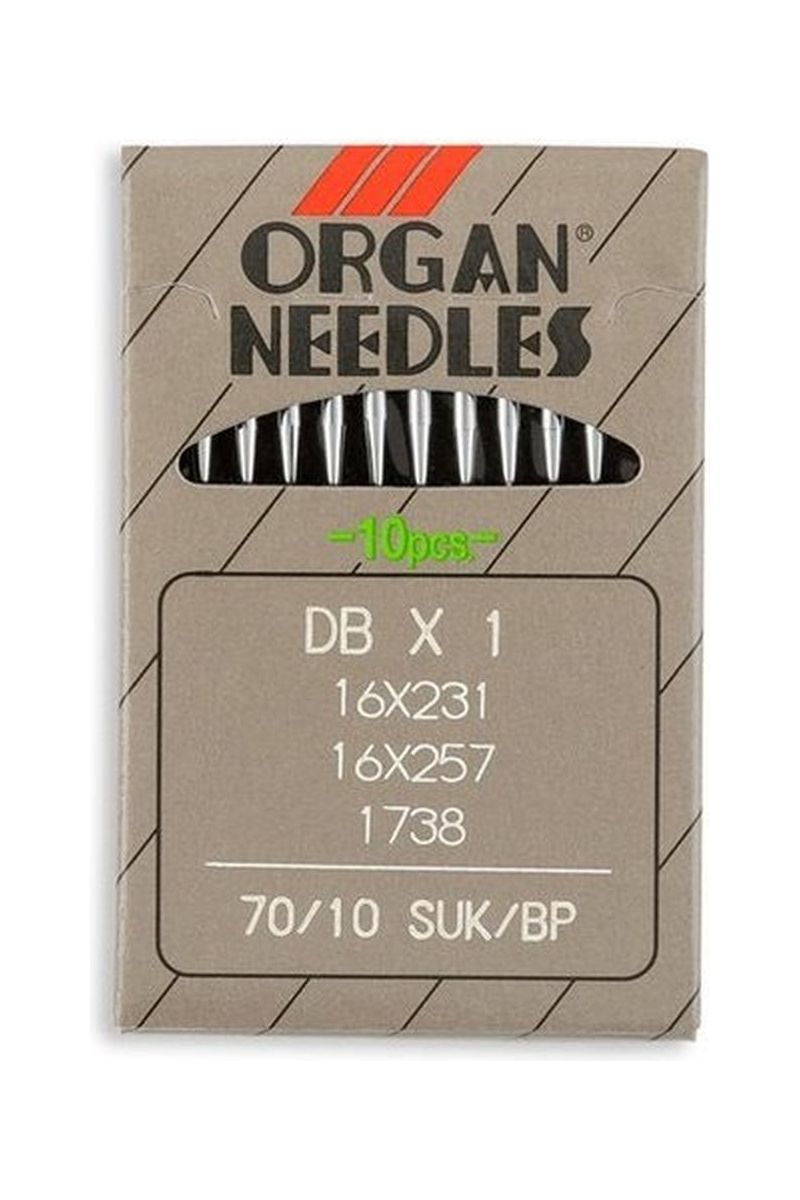 ORGAN®
NEEDLES
-10pcs.-
DB X 1
16X231
16X257
1738
70/10 SUK/BP